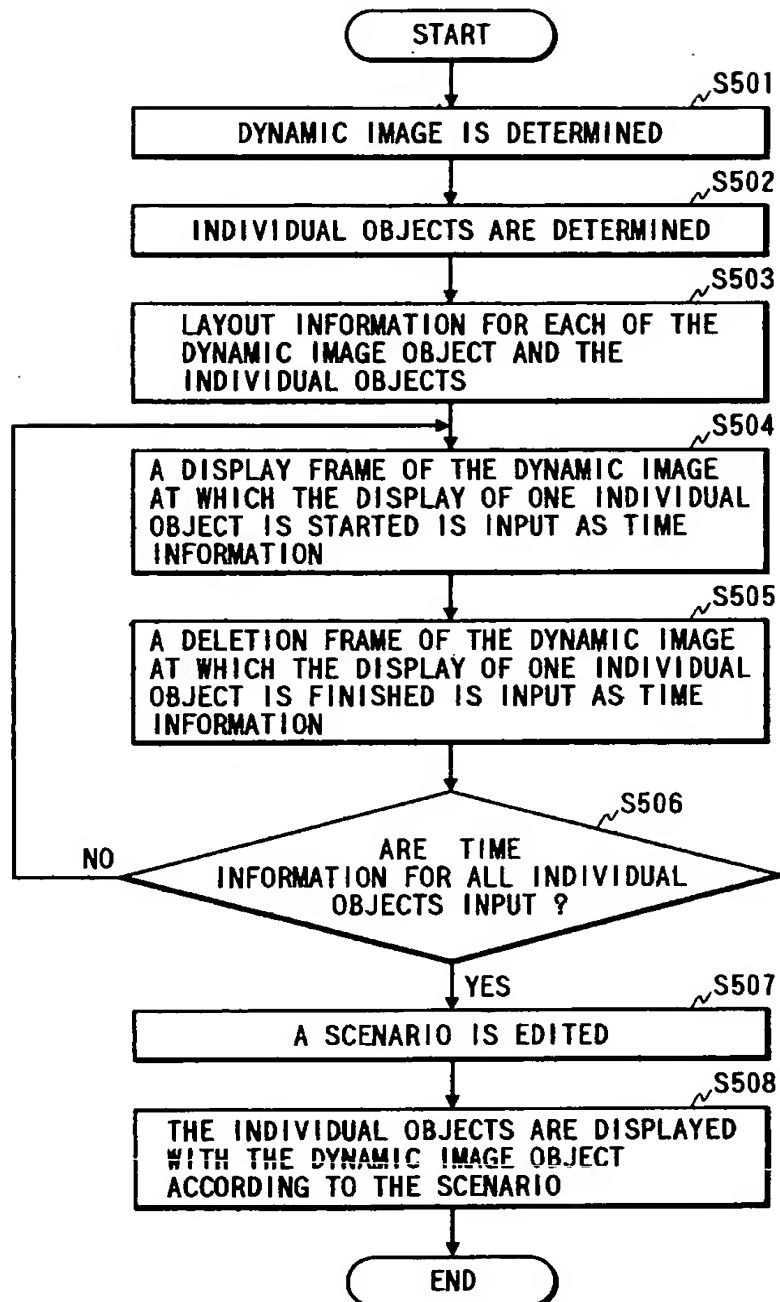 START
S501
DYNAMIC IMAGE IS DETERMINED
S502
INDIVIDUAL OBJECTS ARE DETERMINED
S503
LAYOUT INFORMATION FOR EACH OF THE
DYNAMIC IMAGE OBJECT AND THE
INDIVIDUAL OBJECTS
S504
A DISPLAY FRAME OF THE DYNAMIC IMAGE
AT WHICH THE DISPLAY OF ONE INDIVIDUAL
OBJECT IS STARTED IS INPUT AS TIME
INFORMATION
S505
A DELETION FRAME OF THE DYNAMIC IMAGE
AT WHICH THE DISPLAY OF ONE INDIVIDUAL
OBJECT IS FINISHED IS INPUT AS TIME
INFORMATION
S506
NO
ARE TIME
INFORMATION FOR ALL INDIVIDUAL
OBJECTS INPUT ?
YES
S507
A SCENARIO IS EDITED
S508
THE INDIVIDUAL OBJECTS ARE DISPLAYED
WITH THE DYNAMIC IMAGE OBJECT
ACCORDING TO THE SCENARIO
END